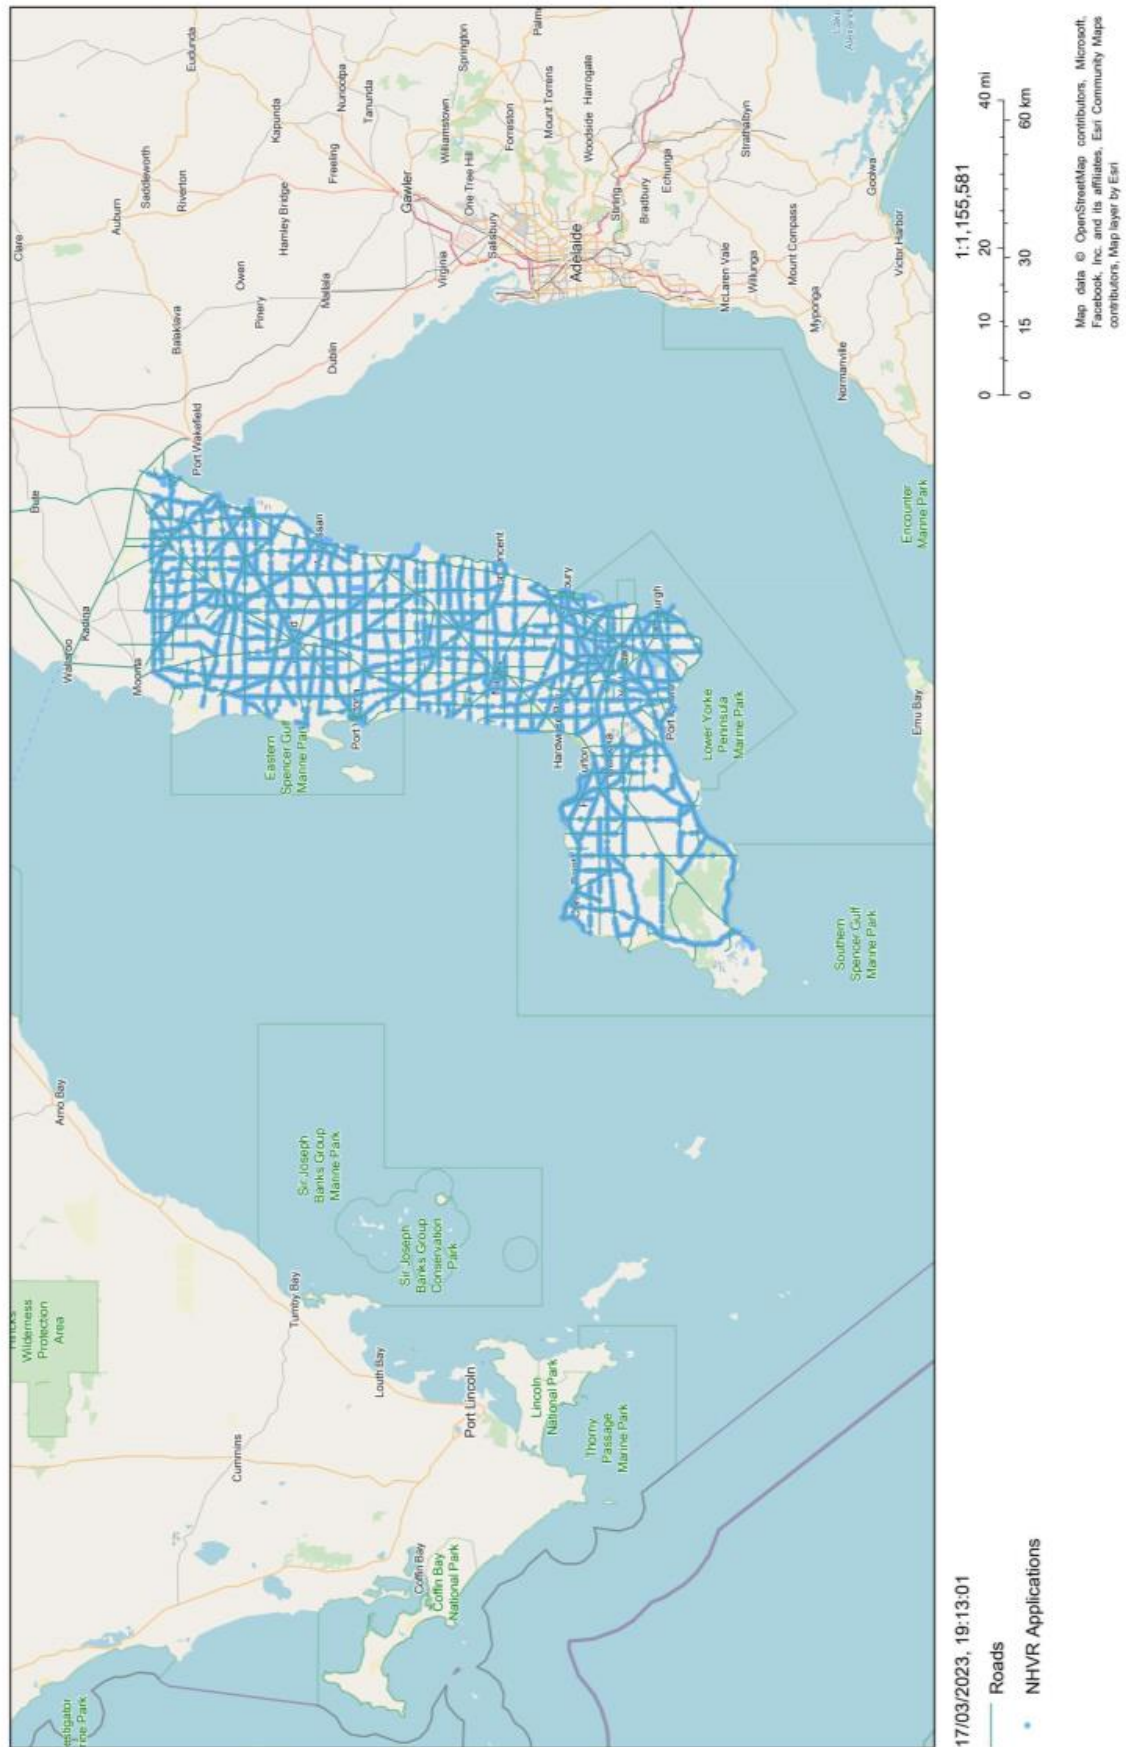 Hincks
Wilderness
Protection
Area
Arno Bay
Wallaroo
Kadina
Bute
Clare
Moonta
Auburn
Saddleworth
Riverton
Eudunda
Balaklava
Owen
Pinery
Hamley Bridge
Kapunda
Port Wakefield
Mallala
Freeling
Nuriootpa
Tanunda
Dublin
Gawler
Virginia
Williamstown
Springton
One Tree Hill
Salisbury
Forreston
Mount Torrens
Palm
Adelaide
Woodside
Harrogate
Stirling
Bradbury
Echunga
McLaren Vale
Willunga
Strathalbyn
Mount Compass
Myponga
Normanville
Goolwa
Victor Harbor
Lake
Cummins
Tumby Bay
Louth Bay
Port Lincoln
Lincoln
National Park
Thorny
Passage
Marine Park
Coffin Bay
Coffin Bay
National Park
estigator
rine Park
Sir Joseph
Banks Group
Marine Park
Sir Joseph
Banks Group
Conservation
Park
Eastern
Spencer Gulf
Marine Park
Lower Yorke
Peninsula
Marine Park
Southern
Spencer Gulf
Marine Park
Emu Bay
Encounter
Marine Park
17/03/2023, 19:13:01
Roads
NHVR Applications
1:1,155,581
0 10 20 40 mi
0 15 30 60 km
Map data © OpenStreetMap contributors, Microsoft,
Facebook, Inc. and its affiliates, Esri Community Maps
contributors, Map layer by Esri